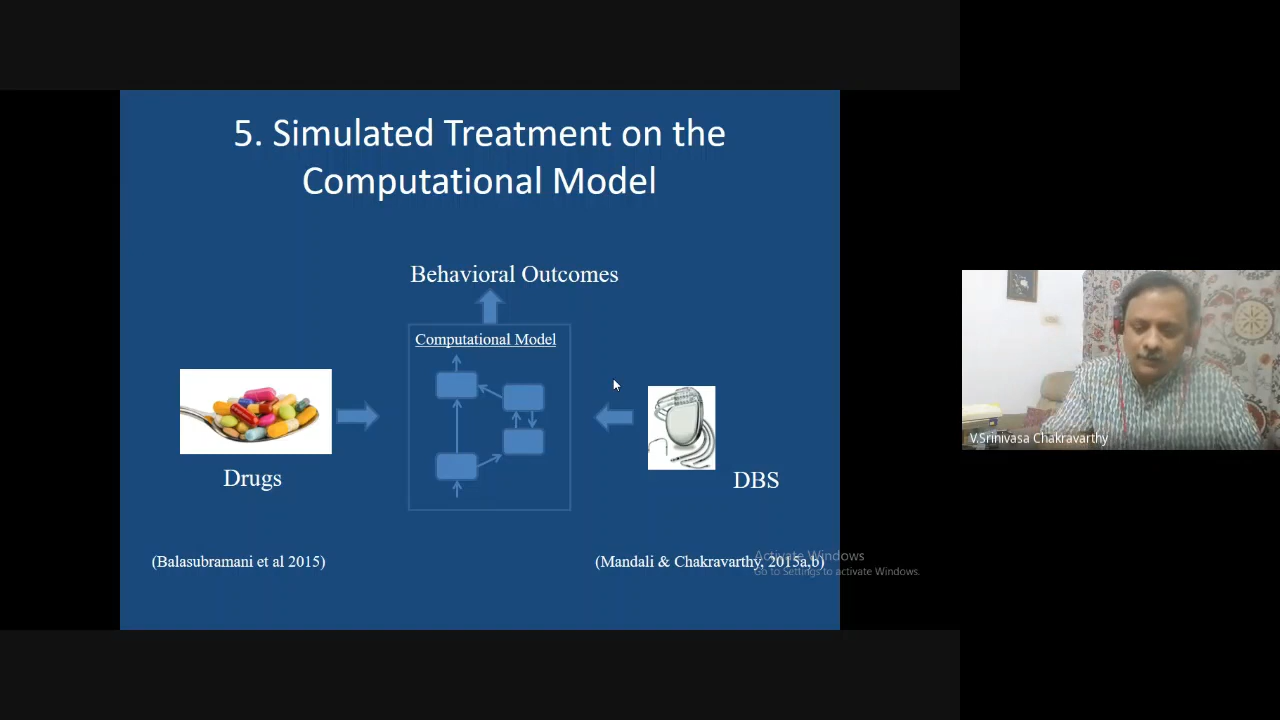 5. Simulated Treatment on the
Computational Model
Behavioral Outcomes
Computational Model
Drugs
DBS
(Balasubramani et al 2015)
(Mandali & Chakravarthy, 2015a,b)
Activate Windows
Go to Settings to activate Windows.
V.Srinivasa Chakravarthy